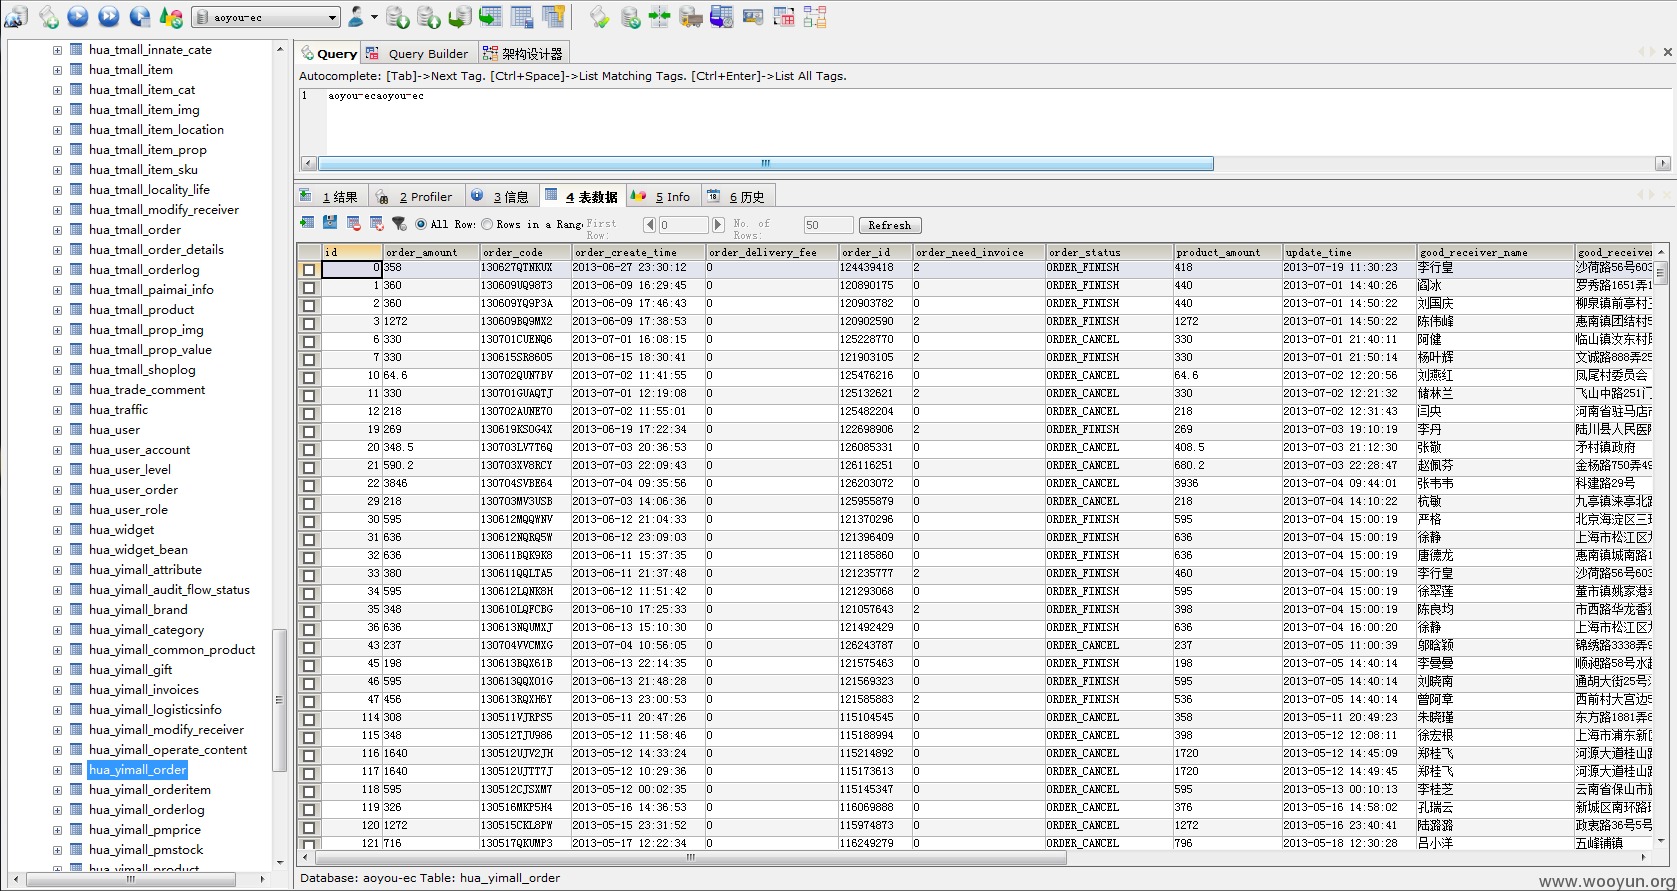 aoyou-ec
hua_tmall_innate_cate
hua_tmall_item
hua_tmall_item_cat
hua_tmall_item_img
hua_tmall_item_location
hua_tmall_item_prop
hua_tmall_item_sku
hua_tmall_locality_life
hua_tmall_modify_receiver
hua_tmall_order
hua_tmall_order_details
hua_tmall_orderlog
hua_tmall_paimai_info
hua_tmall_product
hua_tmall_prop_img
hua_tmall_prop_value
hua_tmall_shoplog
hua_trade_comment
hua_traffic
hua_user
hua_user_account
hua_user_level
hua_user_order
hua_user_role
hua_widget
hua_widget_bean
hua_yimall_attribute
hua_yimall_audit_flow_status
hua_yimall_brand
hua_yimall_category
hua_yimall_common_product
hua_yimall_gift
hua_yimall_invoices
hua_yimall_logisticsinfo
hua_yimall_modify_receiver
hua_yimall_operate_content
hua_yimall_order
hua_yimall_orderitem
hua_yimall_orderlog
hua_yimall_pmprice
hua_yimall_pmstock
hua_yimall_product
Query Query Builder 架构设计器
Autocomplete: [Tab]->Next Tag. [Ctrl+Space]->List Matching Tags. [Ctrl+Enter]->List All Tags.
1 aoyou-ecaoyou-ec
1 结果 2 Profiler 3 信息 4 表数据 5 Info 6 历史
All Row: Rows in a Rang First Row: 0 No. of Rows: 50 Refresh
id order_amount order_code order_create_time order_delivery_fee order_id order_need_invoice order_status product_amount update_time good_receiver_name good_receiver
0 358 130627QTNKUX 2013-06-27 23:30:12 0 124439418 2 ORDER_FINISH 418 2013-07-19 11:30:23 李行皇 沙荷路56号603
1 360 130609UQ98T3 2013-06-09 16:29:45 0 120890175 0 ORDER_FINISH 440 2013-07-01 14:40:26 阎冰 罗秀路1651弄1
2 360 130609YQ9P3A 2013-06-09 17:46:43 0 120903782 0 ORDER_FINISH 440 2013-07-01 14:50:22 刘国庆 柳泉镇前亭村
3 1272 130609BQ9MX2 2013-06-09 17:38:53 0 120902590 2 ORDER_FINISH 1272 2013-07-01 14:50:22 陈伟峰 惠南镇团结村5
6 330 130701CUENQ6 2013-07-01 16:08:15 0 125228770 0 ORDER_CANCEL 330 2013-07-01 21:40:11 阿健 临山镇汝东村
7 330 130615SR8605 2013-06-15 18:30:41 0 121903105 2 ORDER_FINISH 330 2013-07-01 21:50:14 杨叶辉 文诚路888弄25
10 64.6 130702QUN7BV 2013-07-02 11:41:55 0 125476216 0 ORDER_CANCEL 64.6 2013-07-02 12:20:56 刘燕红 凤尾村委员会
11 330 130701GUAQTJ 2013-07-01 12:19:08 0 125132621 2 ORDER_CANCEL 330 2013-07-02 12:21:32 储林兰 飞山中路251
12 218 130702AUNE70 2013-07-02 11:55:01 0 125482204 0 ORDER_CANCEL 218 2013-07-02 12:31:43 闫央 河南省驻马店
19 269 130619KSOG4X 2013-06-19 17:22:34 0 122698906 2 ORDER_FINISH 269 2013-07-03 19:10:19 李丹 陆川县人民医
20 348.5 130703LV7T6Q 2013-07-03 20:36:53 0 126085331 0 ORDER_CANCEL 408.5 2013-07-03 21:12:30 张敬 矛村镇政府
21 590.2 130703XV8RCY 2013-07-03 22:09:43 0 126116251 0 ORDER_CANCEL 680.2 2013-07-03 22:28:47 赵佩芬 金杨路750弄49
22 3846 130704SVBE64 2013-07-04 09:35:56 0 126203072 0 ORDER_CANCEL 3936 2013-07-04 09:44:01 张韦韦 科建路29号
29 218 130703MV3USB 2013-07-03 14:06:36 0 125955879 0 ORDER_CANCEL 218 2013-07-04 14:10:22 杭敏 九亭镇涞亭北
30 595 130612MQQWNV 2013-06-12 21:04:33 0 121370296 0 ORDER_FINISH 595 2013-07-04 15:00:19 严格 北京海淀区三
31 636 130612NQRQ5W 2013-06-12 23:09:03 0 121396409 0 ORDER_FINISH 636 2013-07-04 15:00:19 徐静 上海市松江区
32 636 130611BQK9K8 2013-06-11 15:37:35 0 121185860 0 ORDER_FINISH 636 2013-07-04 15:00:19 唐德龙 惠南镇城南路1
33 380 130611QQLTA5 2013-06-11 21:37:48 0 121235777 2 ORDER_FINISH 460 2013-07-04 15:00:19 李行皇 沙荷路56号603
34 595 130612LQNK8H 2013-06-12 11:51:42 0 121293068 0 ORDER_FINISH 595 2013-07-04 15:00:19 徐翠莲 董市镇姚家港
35 348 130610LQFCBG 2013-06-10 17:25:33 0 121057643 2 ORDER_FINISH 398 2013-07-04 15:00:19 陈良均 市西路华龙香
36 636 130613NQUMXJ 2013-06-13 15:10:30 0 121492429 0 ORDER_FINISH 636 2013-07-04 16:00:20 徐静 上海市松江区
43 237 130704VVCMXG 2013-07-04 10:56:05 0 126243787 0 ORDER_CANCEL 237 2013-07-05 11:00:39 邬晗颖 锦绣路3338弄9
45 198 130613BQX61B 2013-06-13 22:14:35 0 121575463 0 ORDER_FINISH 198 2013-07-05 14:40:14 李曼曼 顺昶路58号水
46 595 130613QQXO1G 2013-06-13 21:48:28 0 121569323 0 ORDER_FINISH 595 2013-07-05 14:40:14 刘晓南 通胡大街25号
47 456 130613RQXH6Y 2013-06-13 23:00:53 0 121585883 2 ORDER_FINISH 536 2013-07-05 14:40:14 曾阿章 西前村大宫边5
114 308 130511VJRPS5 2013-05-11 20:47:26 0 115104545 0 ORDER_CANCEL 358 2013-05-11 20:49:23 朱晓瑾 东方路1881弄8
115 348 130512TJU986 2013-05-12 11:58:46 0 115188994 0 ORDER_CANCEL 398 2013-05-12 12:08:11 徐宏根 上海市浦东新
116 1640 130512UJV2JH 2013-05-12 14:33:24 0 115214892 0 ORDER_CANCEL 1720 2013-05-12 14:45:09 郑桂飞 河源大道桂山
117 1640 130512UJTT7J 2013-05-12 10:29:36 0 115173613 0 ORDER_CANCEL 1720 2013-05-12 14:49:45 郑桂飞 河源大道桂山
118 595 130512CJSXM7 2013-05-12 00:02:35 0 115145347 0 ORDER_CANCEL 595 2013-05-13 00:10:13 李桂芝 云南省保山市
119 326 130516MKP5H4 2013-05-16 14:36:53 0 116069888 0 ORDER_CANCEL 376 2013-05-16 14:58:02 孔瑞云 新城区南环路
120 1272 130515CKL8PW 2013-05-15 23:31:52 0 115974873 0 ORDER_CANCEL 1272 2013-05-16 23:40:41 陆潞潞 政衷路36号5号
121 716 130517QKUMP3 2013-05-17 12:22:34 0 116249279 0 ORDER_CANCEL 796 2013-05-18 12:30:28 吕小洋 五峰铺镇
Database: aoyou-ec Table: hua_yimall_order
www.wooyun.org